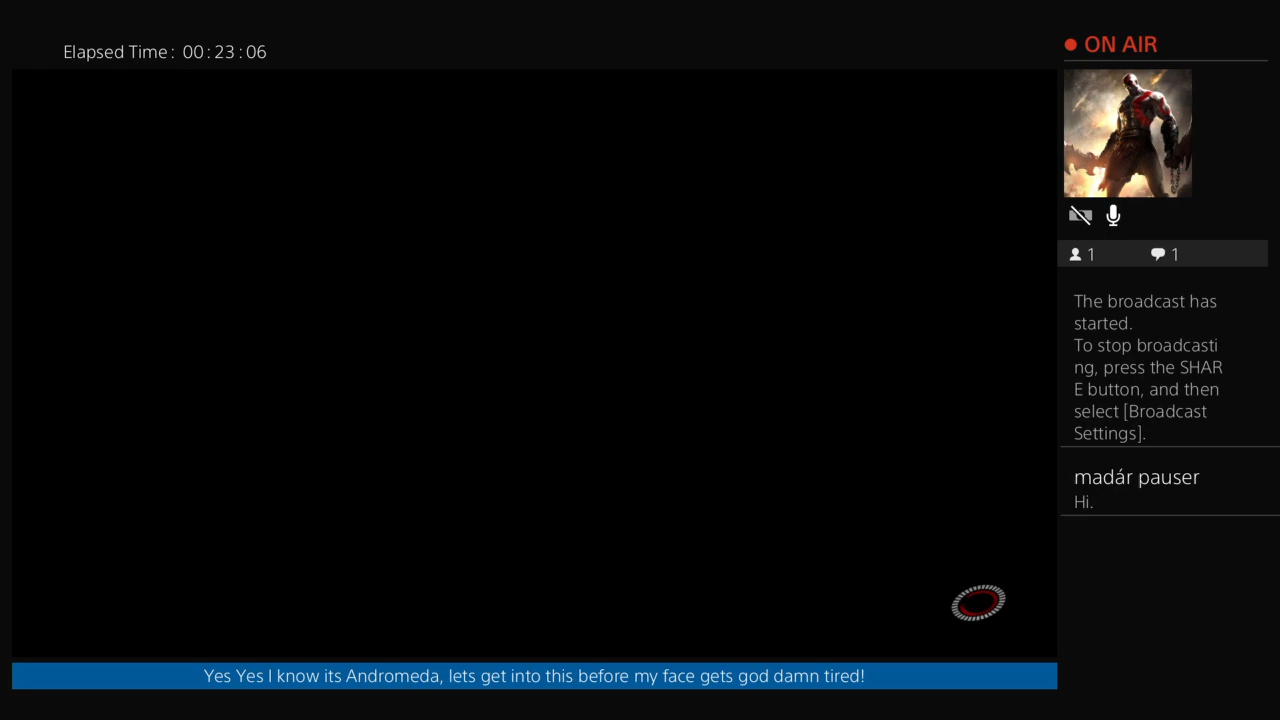 Elapsed Time: 00:23:06
ON AIR
1
1
The broadcast has
started.
To stop broadcasti
ng, press the SHAR
E button, and then
select [Broadcast
Settings].
madár pauser
Hi.
Yes Yes I know its Andromeda, lets get into this before my face gets god damn tired!